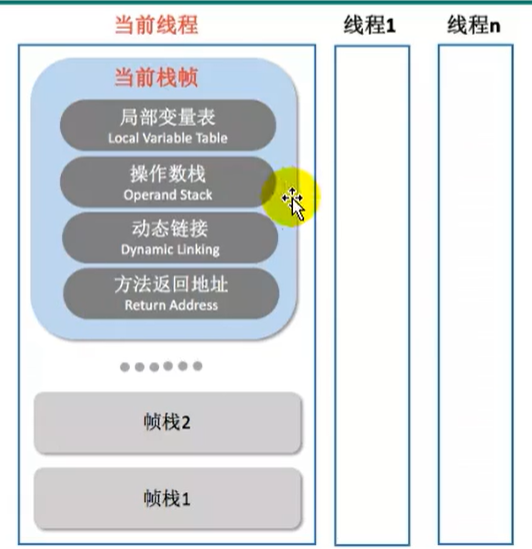 当前线程
线程1
线程n
当前栈帧
局部变量表
Local Variable Table
操作数栈
Operand Stack
动态链接
Dynamic Linking
方法返回地址
Return Address
帧栈2
帧栈1